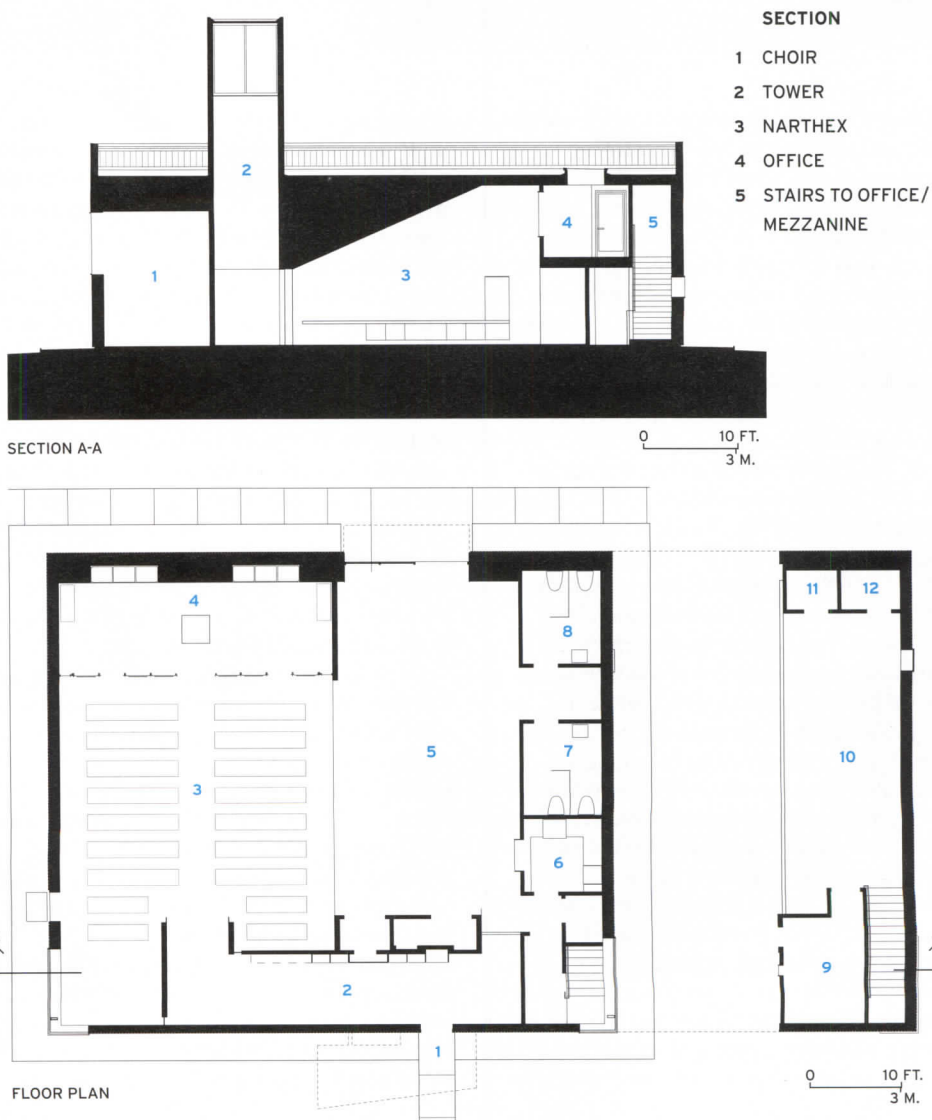 SECTION
1 CHOIR
2 TOWER
3 NARTHEX
4 OFFICE
5 STAIRS TO OFFICE/
MEZZANINE
2
1
3
4
5
SECTION A-A
0 10 FT.
3 M.
4
8
7
5
3
6
2
1
11 12
10
9
FLOOR PLAN
0 10 FT.
3 M.